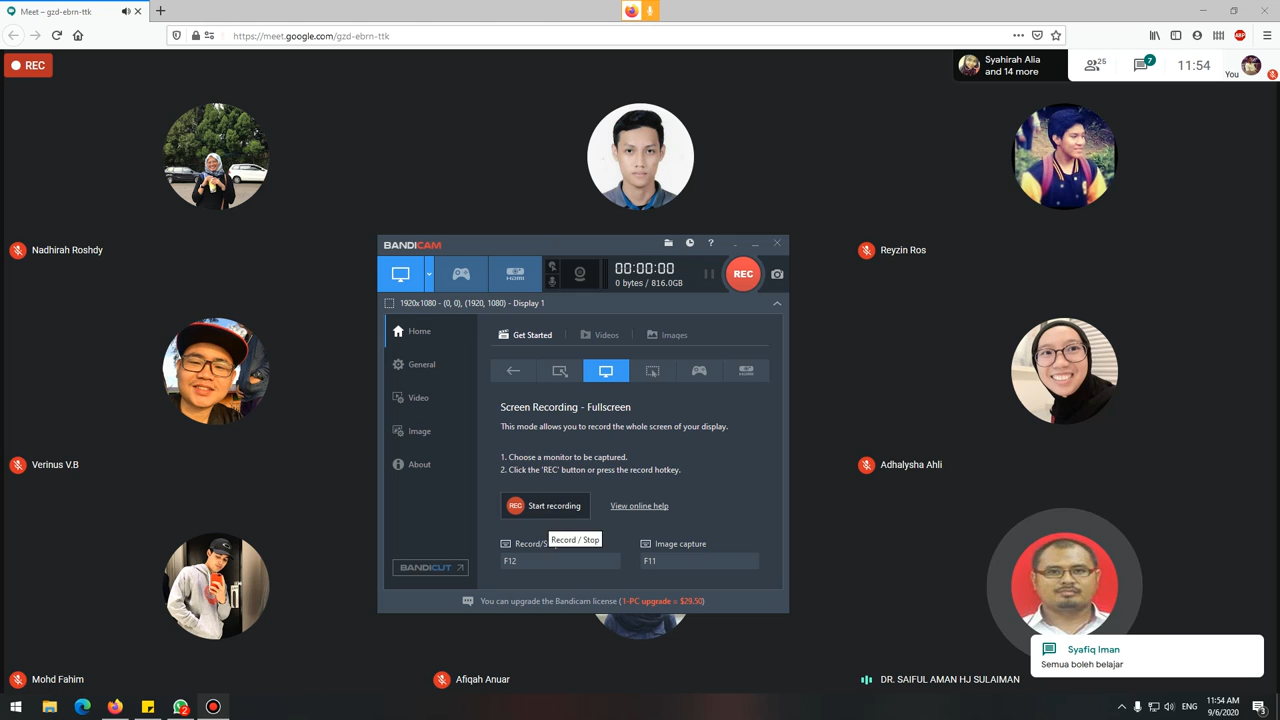 Meet – gzd-ebrn-ttk
https://meet.google.com/gzd-ebrn-ttk
ABP
REC
Syahirah Alia
and 14 more
25
7
11:54
You
Nadhirah Roshdy
Reyzin Ros
BANDICAM
HDMI
00:00:00
0 bytes / 816.0GB
REC
1920x1080 - (0, 0), (1920, 1080) - Display 1
Home
General
Video
Image
About
Get Started
Videos
Images
HDMI
Screen Recording - Fullscreen
This mode allows you to record the whole screen of your display.
1. Choose a monitor to be captured.
2. Click the 'REC' button or press the record hotkey.
REC Start recording
View online help
Record / Stop
Record/S
Image capture
F12
F11
BANDICUT
You can upgrade the Bandicam license (1-PC upgrade = $29.50)
Verinus V.B
Adhalysha Ahli
Mohd Fahim
Afiqah Anuar
DR. SAIFUL AMAN HJ SULAIMAN
Syafiq Iman
Semua boleh belajar
2
ENG
11:54 AM
9/6/2020
3